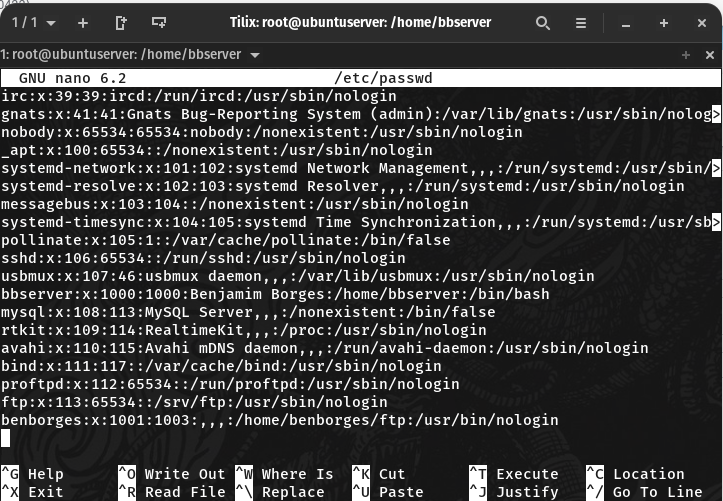 1 / 1
Tilix: root@ubuntuserver: /home/bbserver
1: root@ubuntuserver: /home/bbserver
GNU nano 6.2 /etc/passwd
irc:x:39:39:ircd:/run/ircd:/usr/sbin/nologin
gnats:x:41:41:Gnats Bug-Reporting System (admin):/var/lib/gnats:/usr/sbin/nolog>
nobody:x:65534:65534:nobody:/nonexistent:/usr/sbin/nologin
_apt:x:100:65534::/nonexistent:/usr/sbin/nologin
systemd-network:x:101:102:systemd Network Management,,,:/run/systemd:/usr/sbin/>
systemd-resolve:x:102:103:systemd Resolver,,,:/run/systemd:/usr/sbin/nologin
messagebus:x:103:104::/nonexistent:/usr/sbin/nologin
systemd-timesync:x:104:105:systemd Time Synchronization,,,:/run/systemd:/usr/sb>
pollinate:x:105:1::/var/cache/pollinate:/bin/false
sshd:x:106:65534::/run/sshd:/usr/sbin/nologin
usbmux:x:107:46:usbmux daemon,,,:/var/lib/usbmux:/usr/sbin/nologin
bbserver:x:1000:1000:Benjamim Borges:/home/bbserver:/bin/bash
mysql:x:108:113:MySQL Server,,,:/nonexistent:/bin/false
rtkit:x:109:114:RealtimeKit,,,:/proc:/usr/sbin/nologin
avahi:x:110:115:Avahi mDNS daemon,,,:/run/avahi-daemon:/usr/sbin/nologin
bind:x:111:117::/var/cache/bind:/usr/sbin/nologin
proftpd:x:112:65534::/run/proftpd:/usr/sbin/nologin
ftp:x:113:65534::/srv/ftp:/usr/sbin/nologin
benborges:x:1001:1003:,,,:/home/benborges/ftp:/usr/bin/nologin
^G Help ^O Write Out ^W Where Is ^K Cut ^T Execute ^C Location
^X Exit ^R Read File ^\ Replace ^U Paste ^J Justify ^/ Go To Line